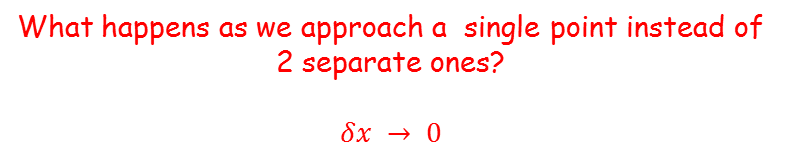 What happens as we approach a single point instead of
2 separate ones?
𝛿𝑥 → 0